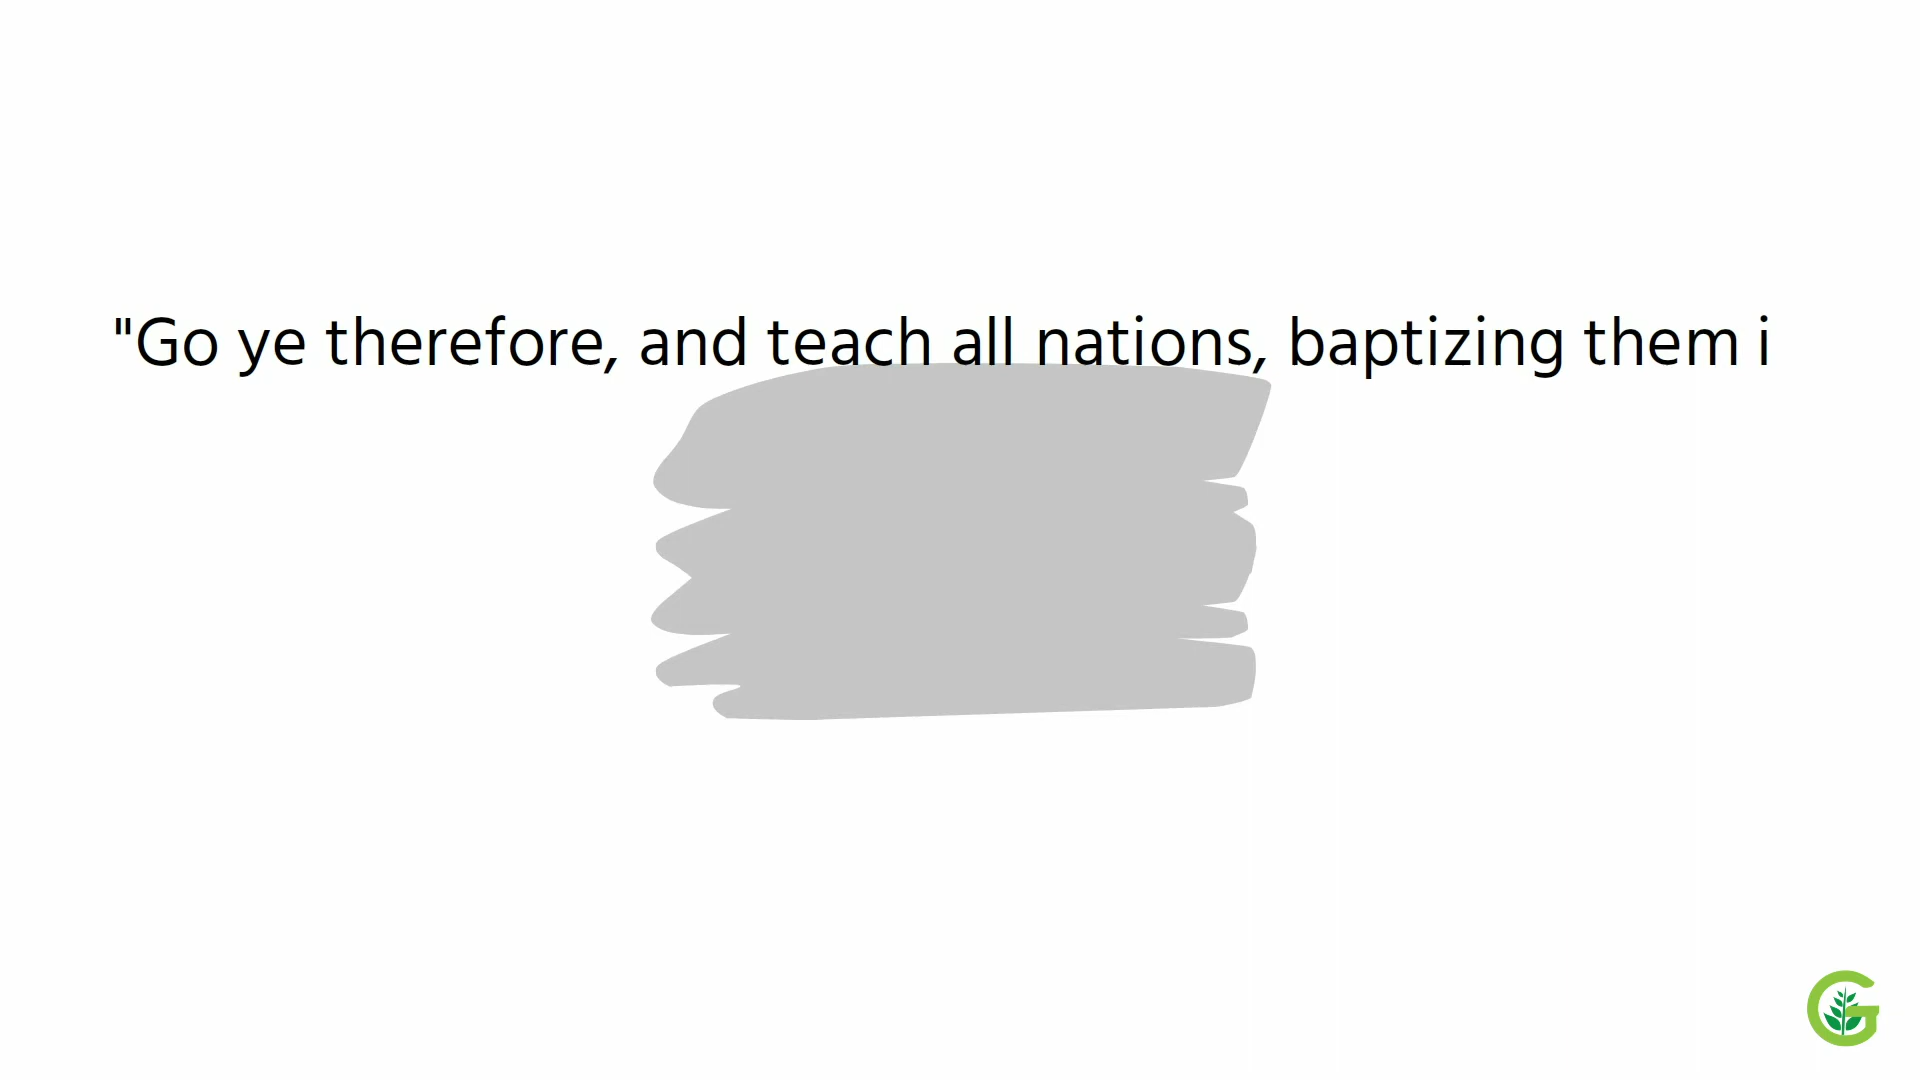 "Go ye therefore, and teach all nations, baptizing them i